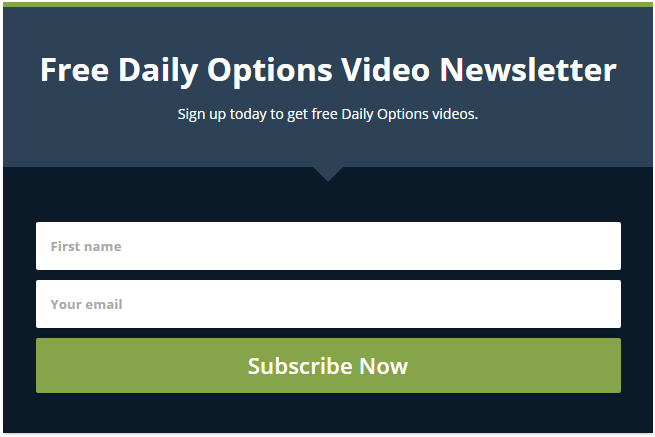 Free Daily Options Video Newsletter
Sign up today to get free Daily Options videos.
First name
Your email
Subscribe Now